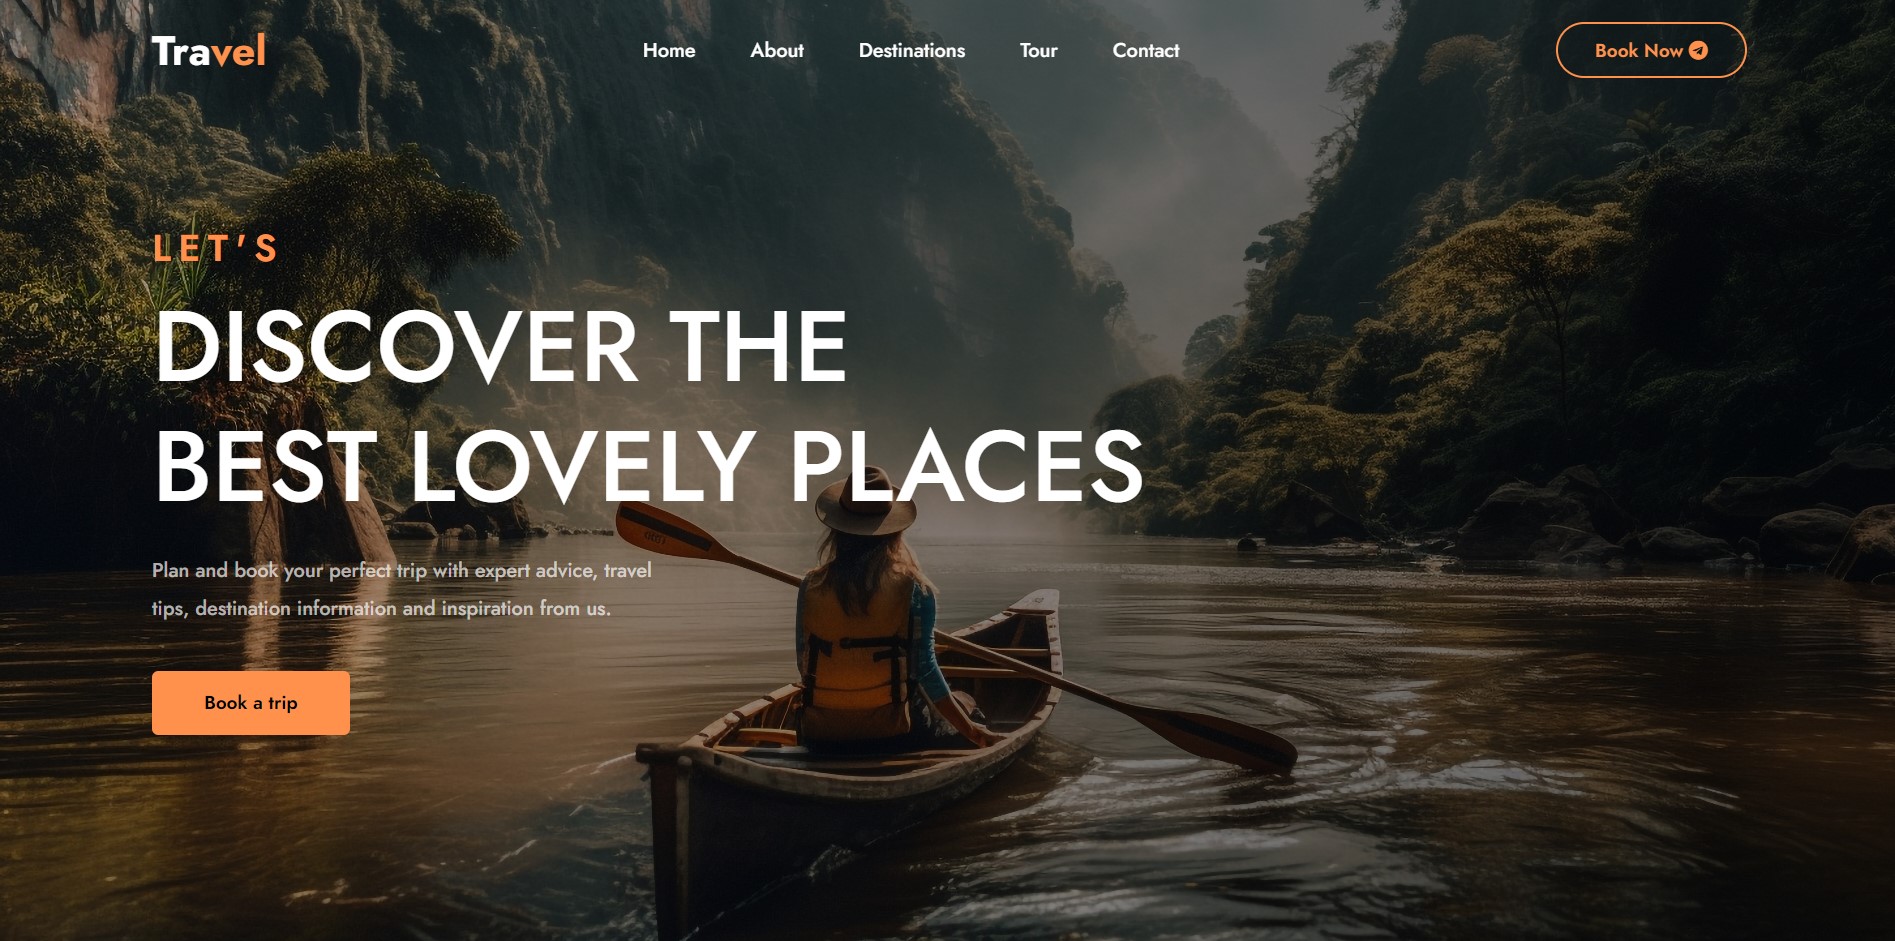 Travel
Home About Destinations Tour Contact
Book Now
LET'S
DISCOVER THE
BEST LOVELY PLACES
Plan and book your perfect trip with expert advice, travel
tips, destination information and inspiration from us.
Book a trip